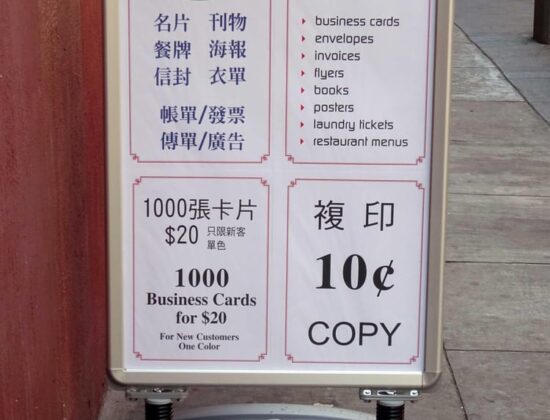 名片 刊物
餐牌 海報
信封 衣單
帳單/發票
傳單/廣告
business cards
envelopes
invoices
flyers
books
posters
laundry tickets
restaurant menus
1000張卡片
$20 只限新客
單色
1000
Business Cards
for $20
For New Customers
One Color
複印
10¢
COPY